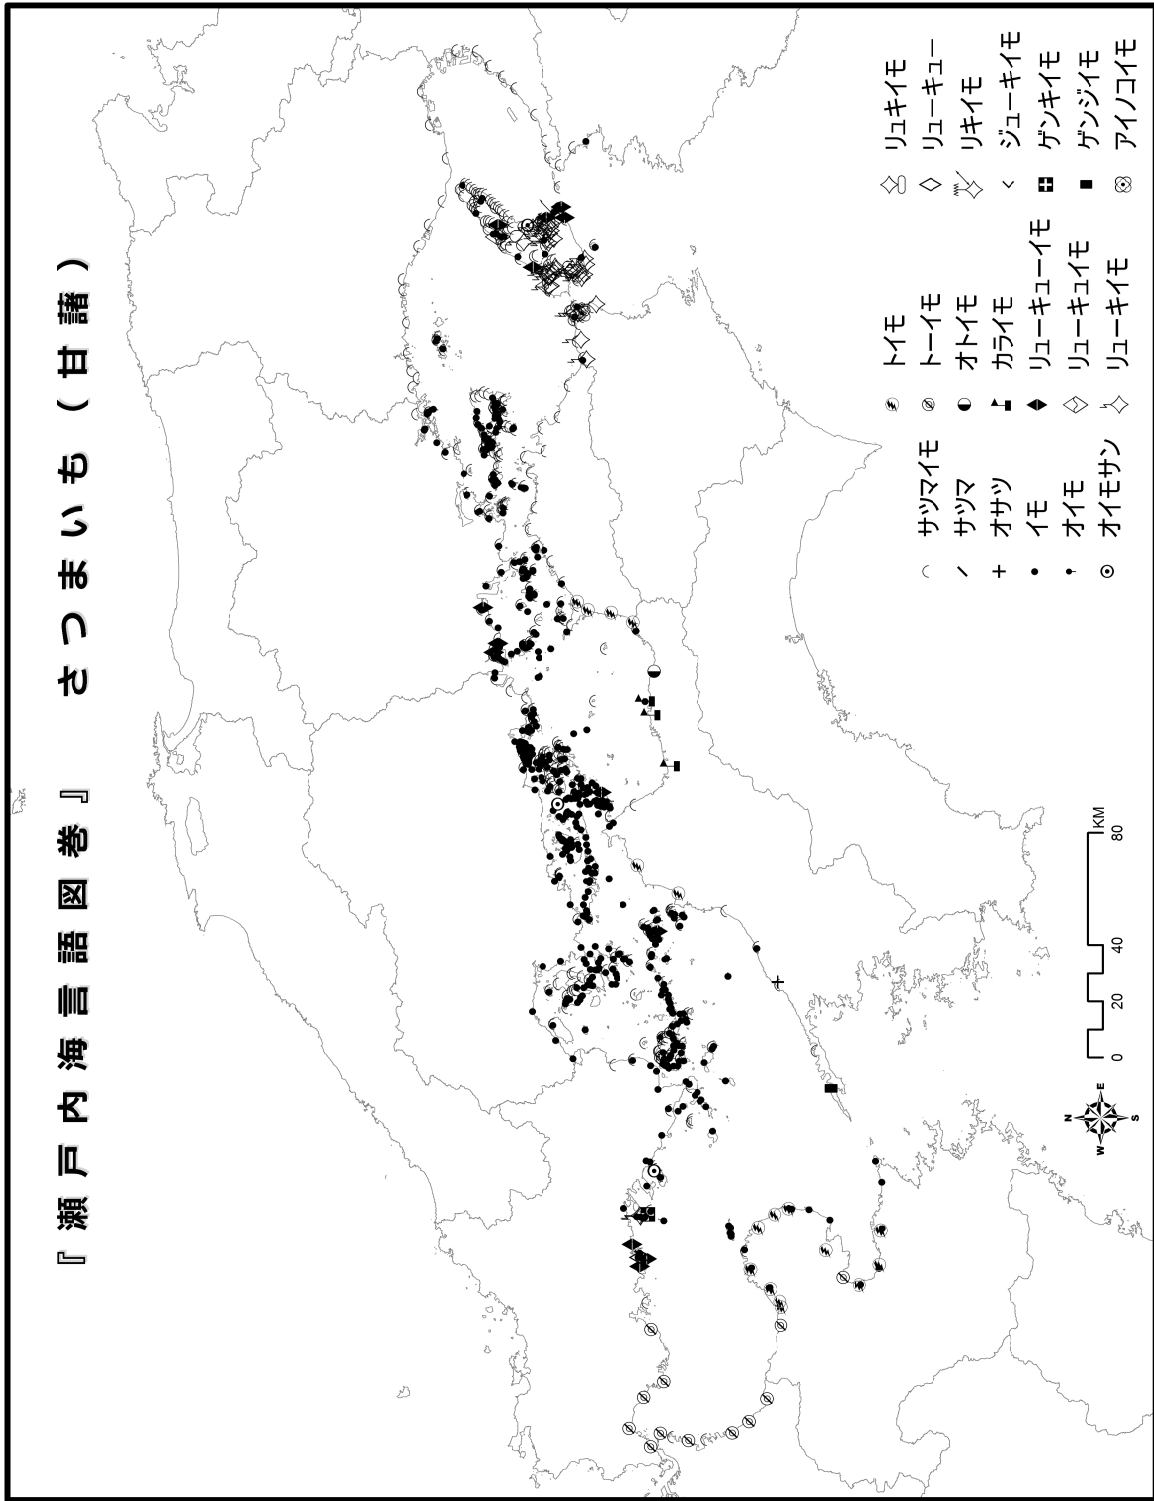 『瀬戸内海言語図巻』 さつまいも(甘藷)
サツマイモ
サツマ
オサツ
イモ
オイモ
オイモサン
トイモ
トーイモ
オトイモ
カライモ
リューキューイモ
リューキュイモ
リューキイモ
リュキイモ
リューキュー
リキイモ
ジューキイモ
ゲンキイモ
ゲンジイモ
アイノコイモ
N
W E
S
0 20 40 80
KM